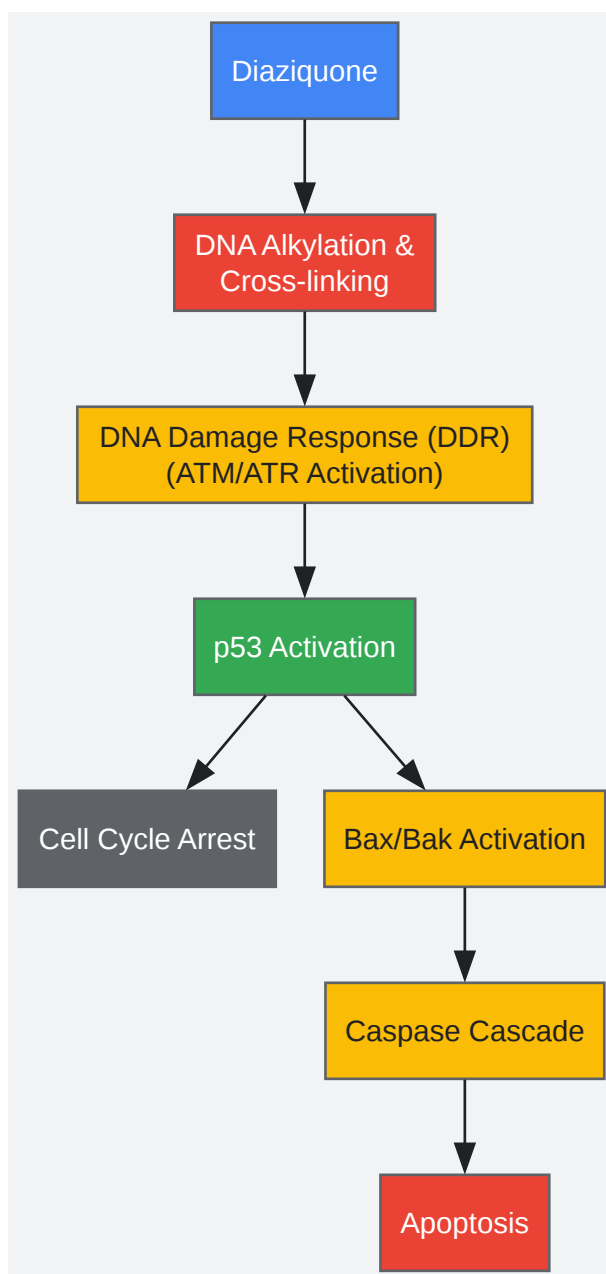 Diaziquone
DNA Alkylation &
Cross-linking
DNA Damage Response (DDR)
(ATM/ATR Activation)
p53 Activation
Cell Cycle Arrest
Bax/Bak Activation
Caspase Cascade
Apoptosis